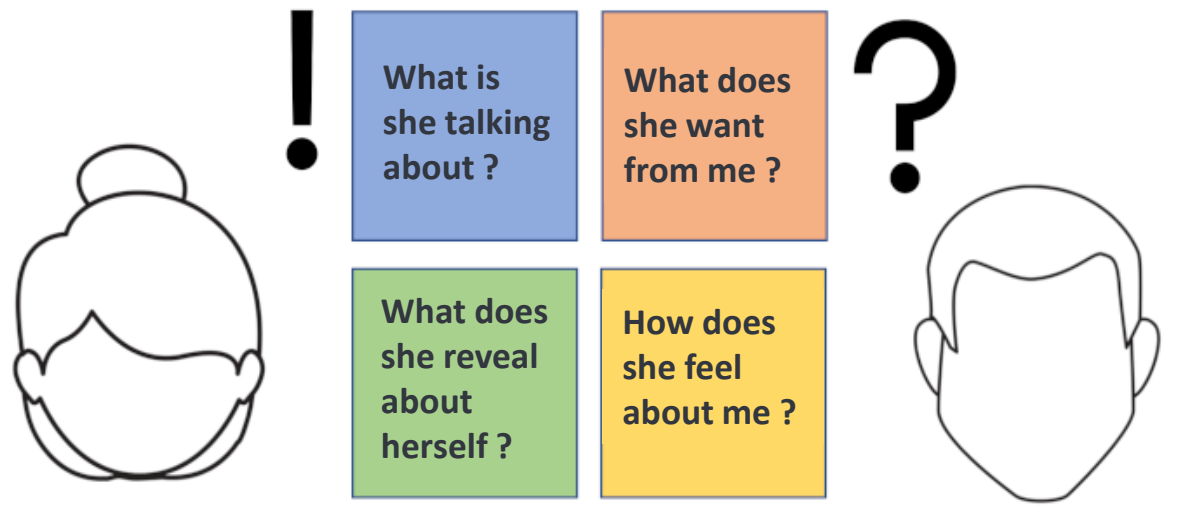 !
What is
she talking
about ?
What does
she want
from me ?
?
What does
she reveal
about
herself ?
How does
she feel
about me ?